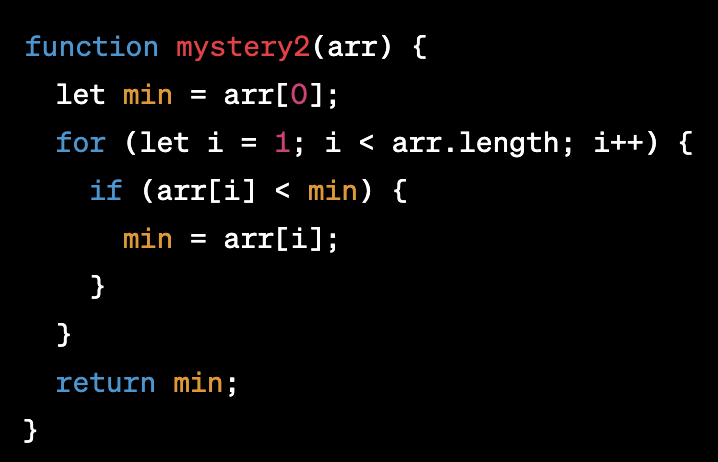 function mystery2(arr) {
  let min = arr[0];
  for (let i = 1; i < arr.length; i++) {
    if (arr[i] < min) {
      min = arr[i];
    }
  }
  return min;
}